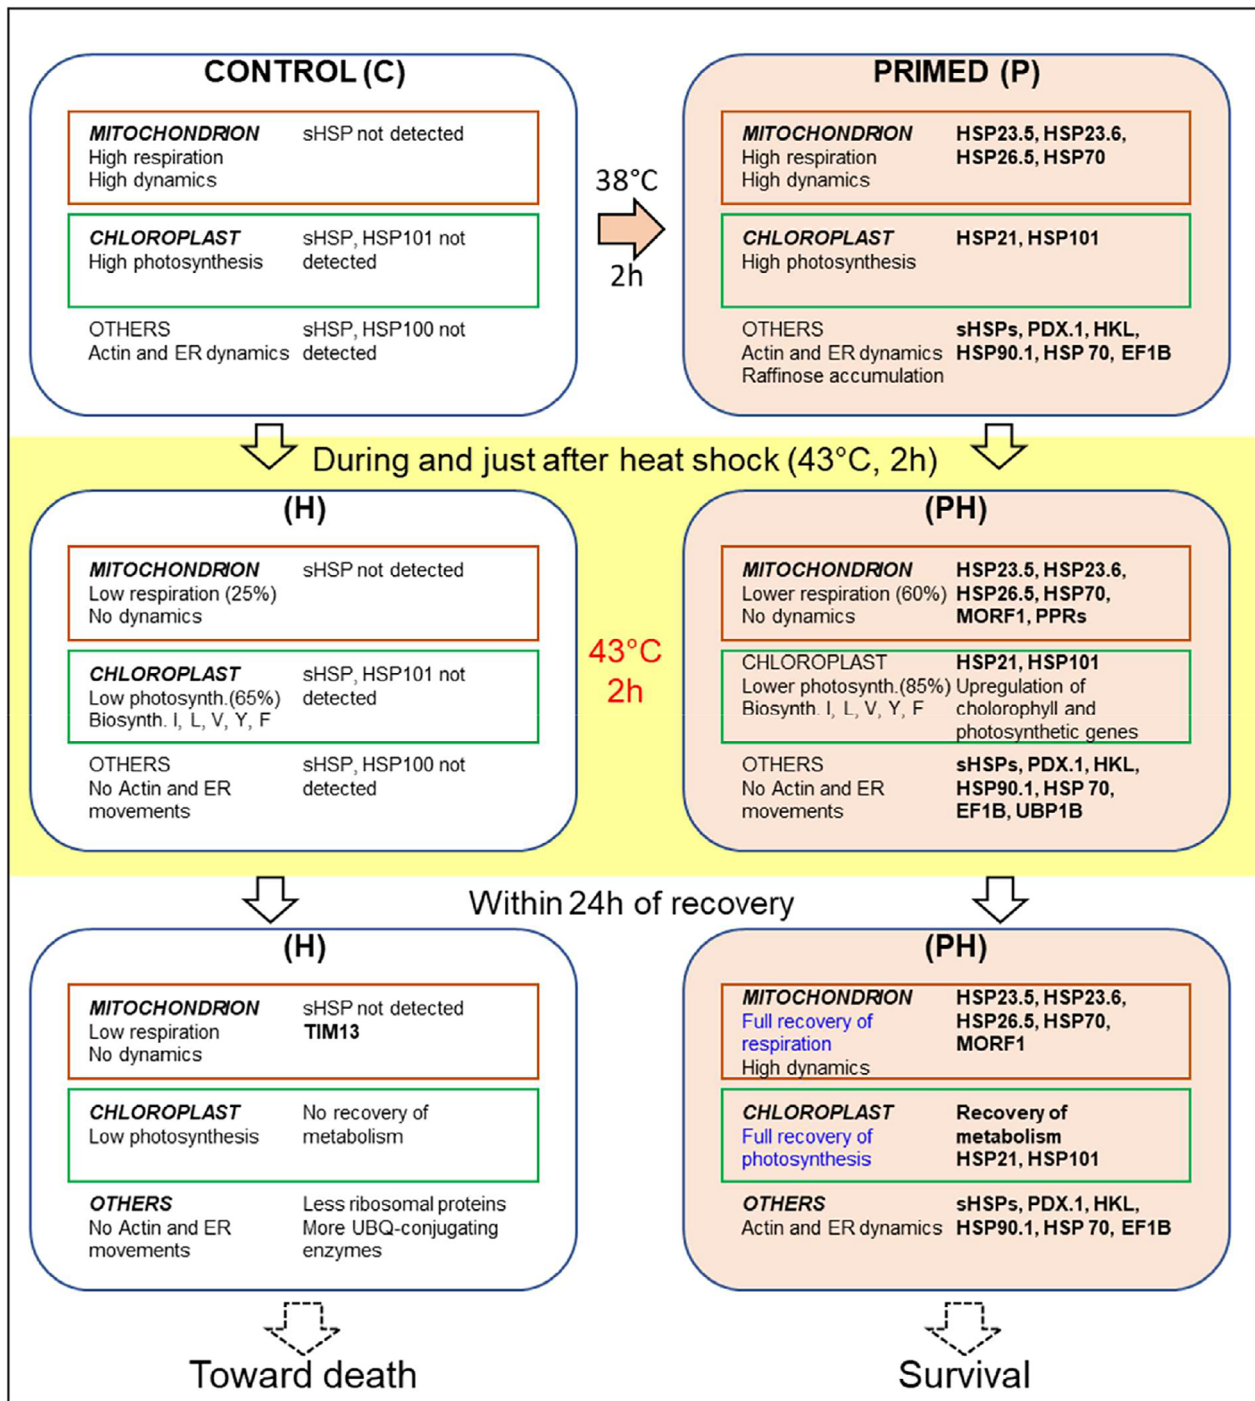 CONTROL (C)
MITOCHONDRION
High respiration
High dynamics
sHSP not detected
CHLOROPLAST
High photosynthesis
sHSP, HSP101 not
detected
OTHERS
Actin and ER dynamics
sHSP, HSP100 not
detected
38°C
2h
PRIMED (P)
MITOCHONDRION
High respiration
High dynamics
HSP23.5, HSP23.6,
HSP26.5, HSP70
CHLOROPLAST
High photosynthesis
HSP21, HSP101
OTHERS
Actin and ER dynamics
Raffinose accumulation
sHSPs, PDX.1, HKL,
HSP90.1, HSP 70, EF1B
During and just after heat shock (43°C, 2h)
(H)
MITOCHONDRION
Low respiration (25%)
No dynamics
sHSP not detected
CHLOROPLAST
Low photosynth.(65%)
Biosynth. I, L, V, Y, F
sHSP, HSP101 not
detected
OTHERS
No Actin and ER
movements
sHSP, HSP100 not
detected
43°C
2h
(PH)
MITOCHONDRION
Lower respiration (60%)
No dynamics
HSP23.5, HSP23.6,
HSP26.5, HSP70,
MORF1, PPRs
CHLOROPLAST
Lower photosynth.(85%)
Biosynth. I, L, V, Y, F
HSP21, HSP101
Upregulation of
cholorophyll and
photosynthetic genes
OTHERS
No Actin and ER
movements
sHSPs, PDX.1, HKL,
HSP90.1, HSP 70,
EF1B, UBP1B
Within 24h of recovery
(H)
MITOCHONDRION
Low respiration
No dynamics
sHSP not detected
TIM13
CHLOROPLAST
Low photosynthesis
No recovery of
metabolism
OTHERS
No Actin and ER
movements
Less ribosomal proteins
More UBQ-conjugating
enzymes
(PH)
MITOCHONDRION
Full recovery of
respiration
High dynamics
HSP23.5, HSP23.6,
HSP26.5, HSP70,
MORF1
CHLOROPLAST
Full recovery of
photosynthesis
Recovery of
metabolism
HSP21, HSP101
OTHERS
Actin and ER dynamics
sHSPs, PDX.1, HKL,
HSP90.1, HSP 70, EF1B
Toward death
Survival